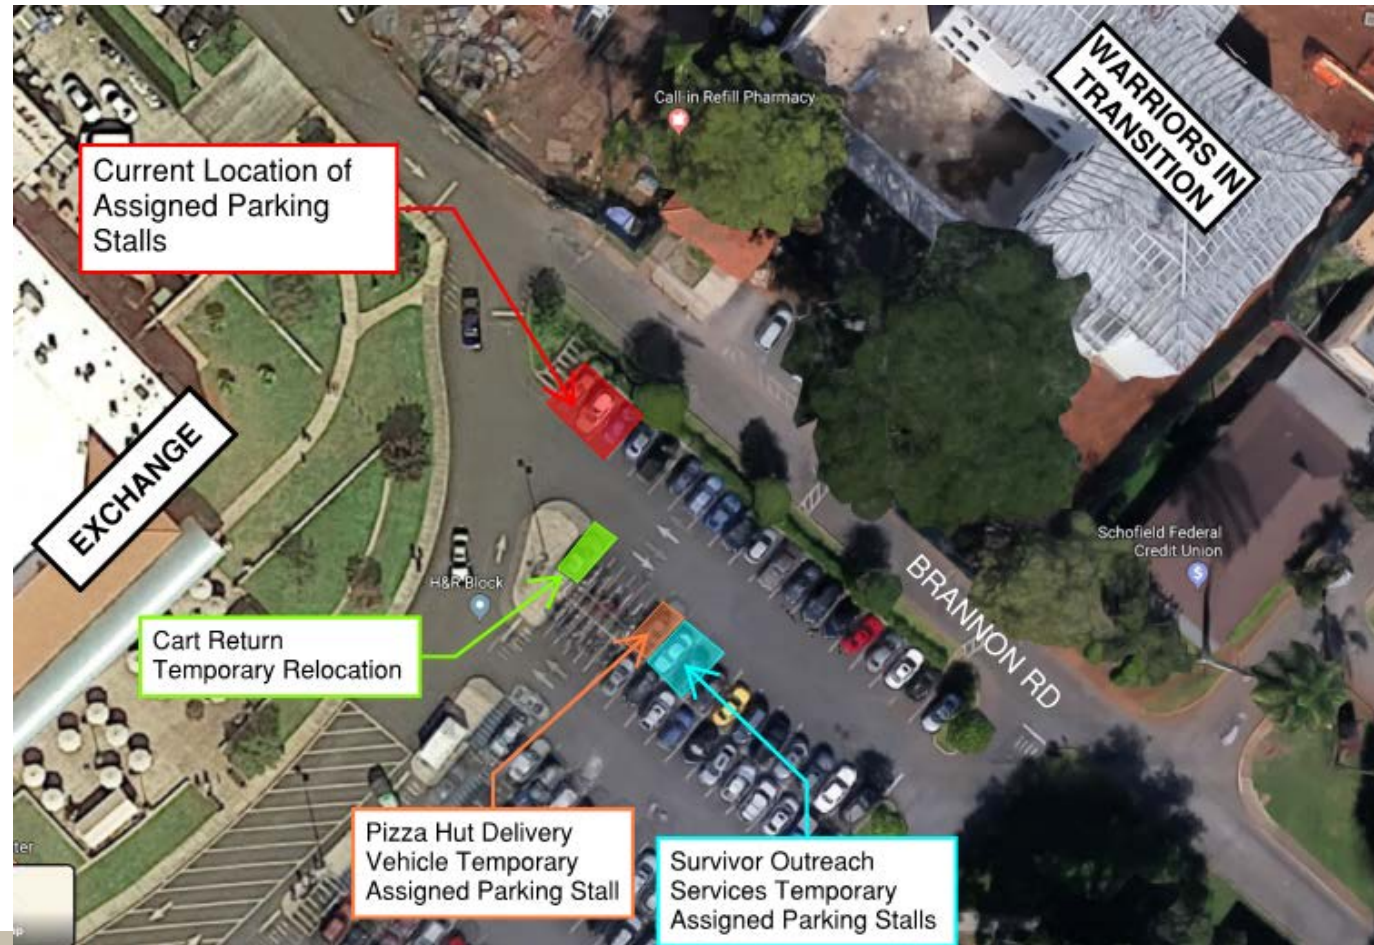 Call-in Refill Pharmacy
WARRIORS IN
TRANSITION
Current Location of
Assigned Parking
Stalls
EXCHANGE
Schofield Federal
Credit Union
BRANNON RD
H&R Block
Cart Return
Temporary Relocation
Pizza Hut Delivery
Vehicle Temporary
Assigned Parking Stall
Survivor Outreach
Services Temporary
Assigned Parking Stalls
ter